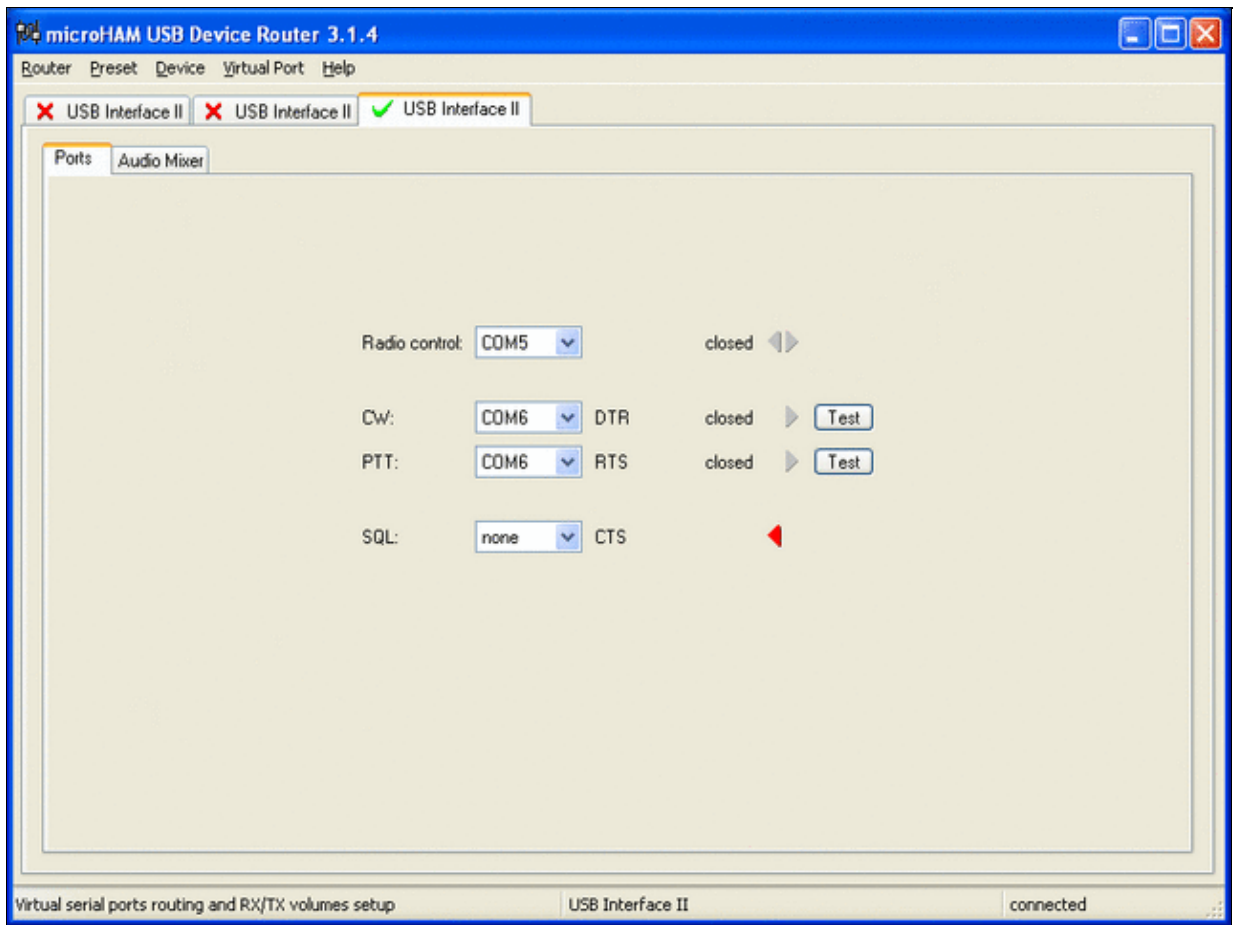 microHAM USB Device Router 3.1.4
Router Preset Device Virtual Port Help
USB Interface II USB Interface II USB Interface II
Ports Audio Mixer
Radio control: COM5 closed
CW: COM6 DTR closed Test
PTT: COM6 RTS closed Test
SQL: none CTS
Virtual serial ports routing and RX/TX volumes setup USB Interface II connected